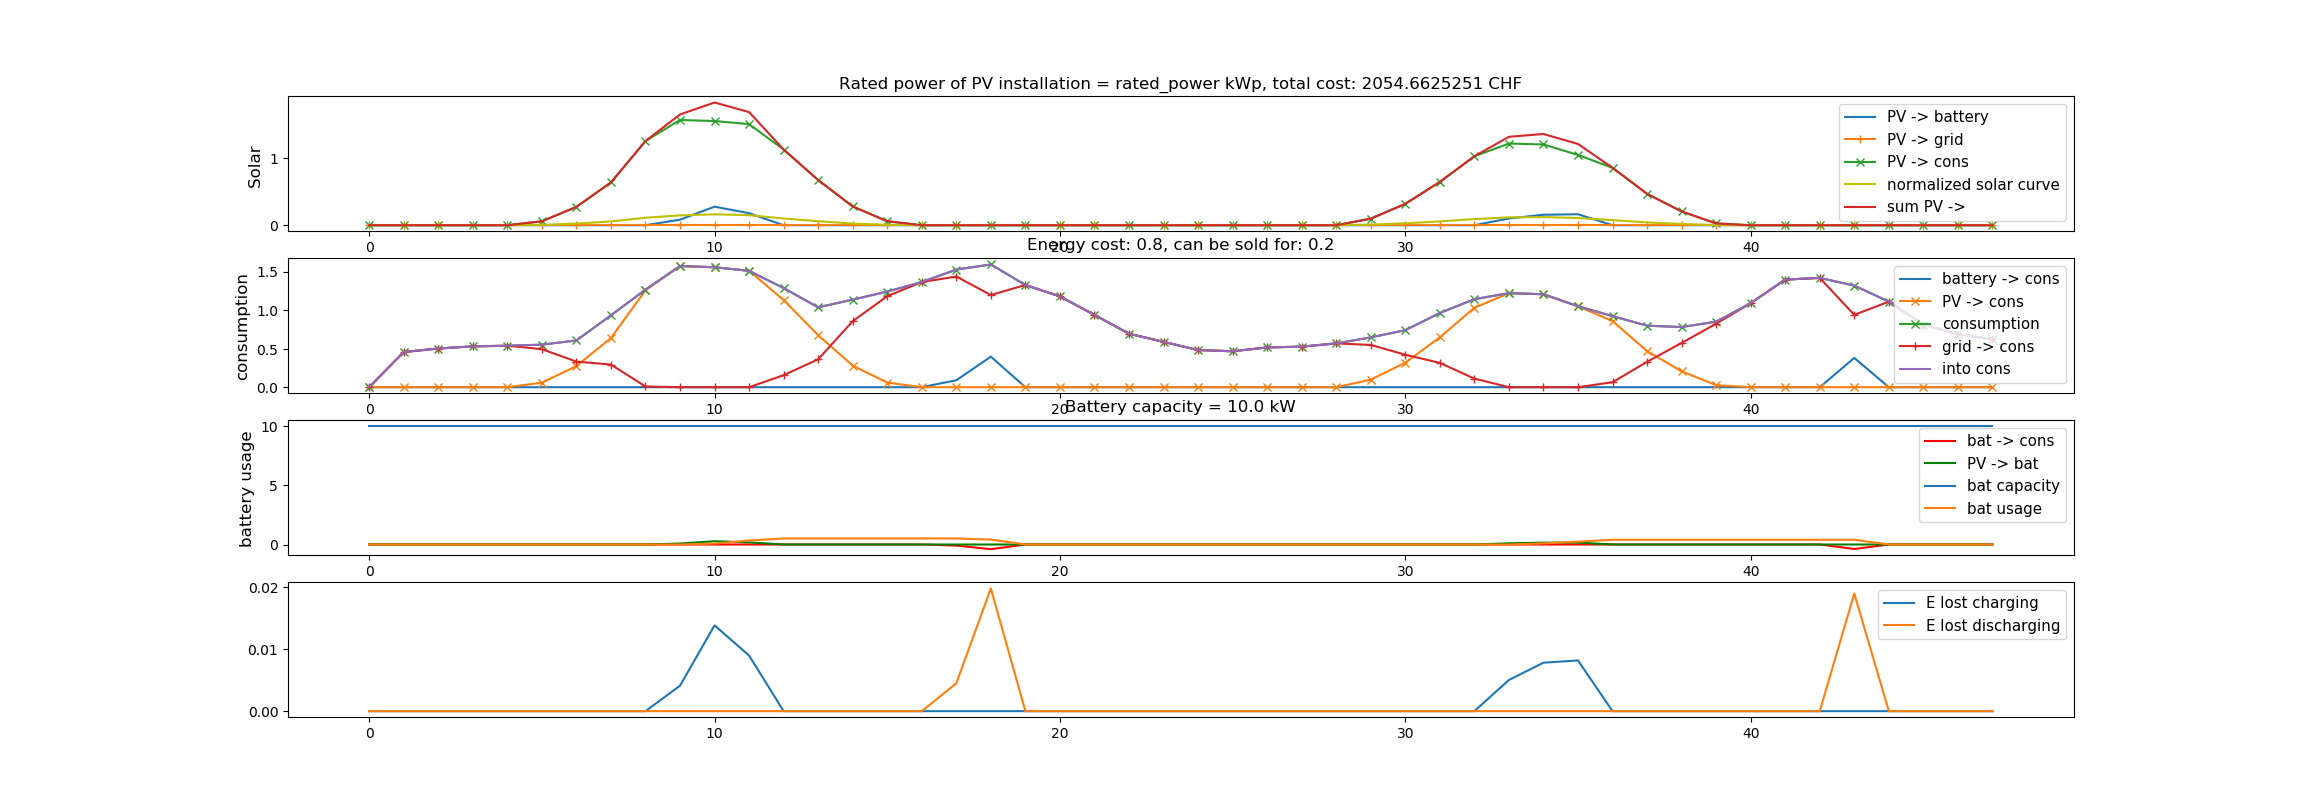 Rated power of PV installation = rated_power kWp, total cost: 2054.6625251 CHF
Solar
1
0
PV -> battery
PV -> grid
PV -> cons
normalized solar curve
sum PV ->
0 10 20 30 40
Energy cost: 0.8, can be sold for: 0.2
consumption
1.5
1.0
0.5
0.0
battery -> cons
PV -> cons
consumption
grid -> cons
into cons
0 10 20 30 40
Battery capacity = 10.0 kW
battery usage
10
5
0
bat -> cons
PV -> bat
bat capacity
bat usage
0 10 20 30 40
0.02
0.01
0.00
E lost charging
E lost discharging
0 10 20 30 40